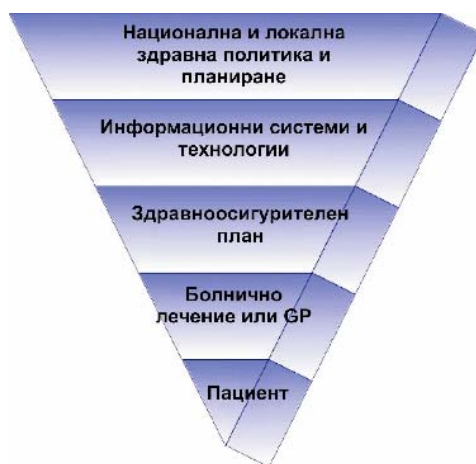 Национална и локална
здравна политика и
планиране
Информационни системи и
технологии
Здравноосигурителен
план
Болнично
лечение или GP
Пациент